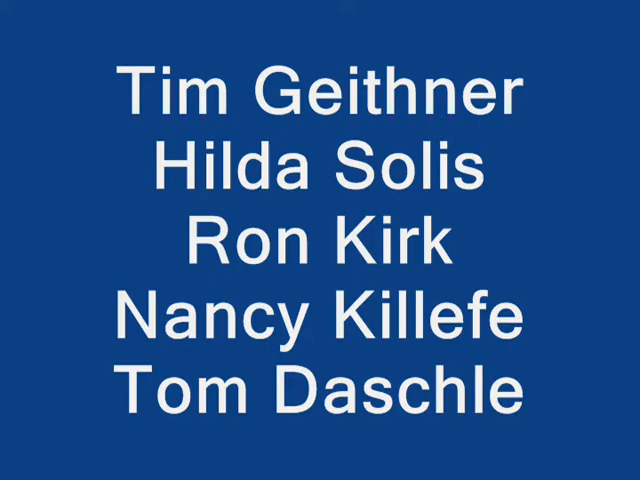 Tim Geithner
Hilda Solis
Ron Kirk
Nancy Killefe
Tom Daschle